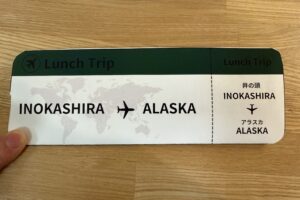 Lunch Trip
INOKASHIRA ✈ ALASKA
Lunch Trip
井の頭
INOKASHIRA
アラスカ
ALASKA